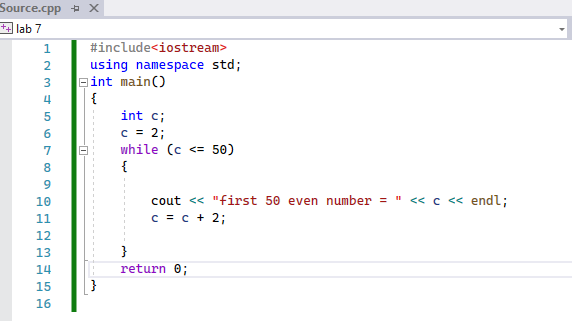 Source.cpp
lab 7
1 #include<iostream>
2 using namespace std;
3 int main()
4 {
5 int c;
6 c = 2;
7 while (c <= 50)
8 {
9
10 cout << "first 50 even number = " << c << endl;
11 c = c + 2;
12
13 }
14 return 0;
15 }
16